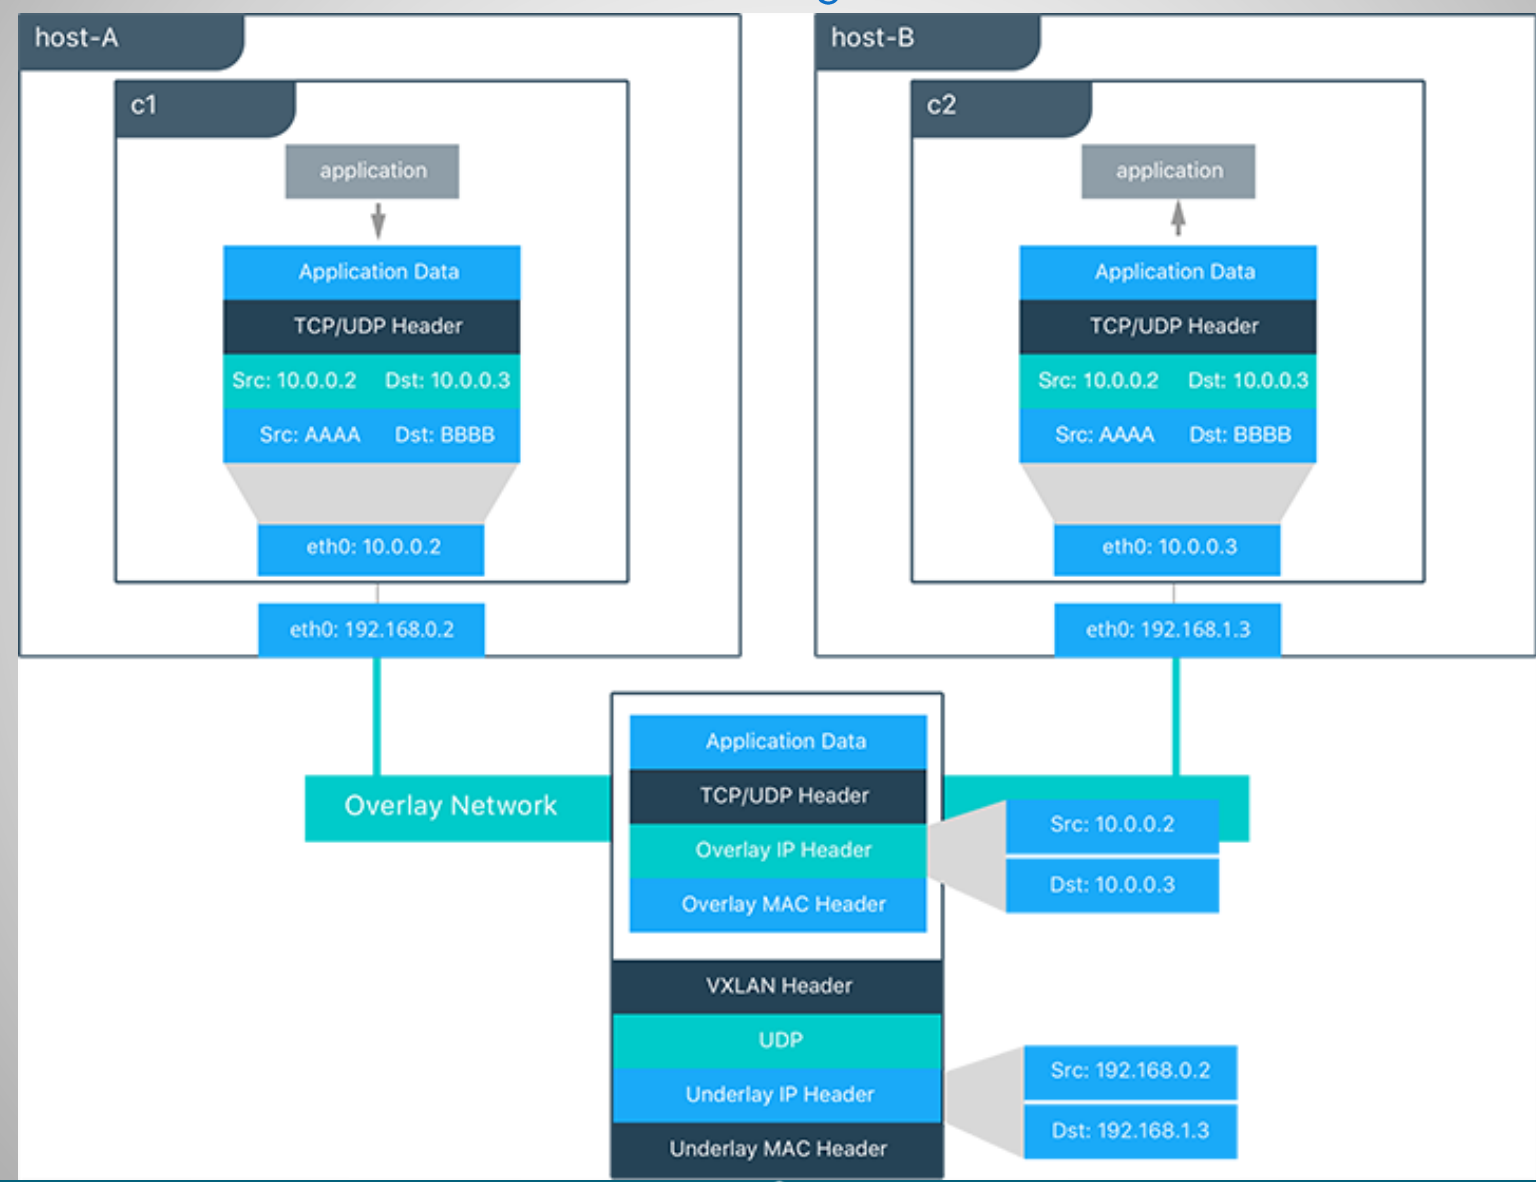 host-A
c1
application
Application Data
TCP/UDP Header
Src: 10.0.0.2 Dst: 10.0.0.3
Src: AAAA Dst: BBBB
eth0: 10.0.0.2
eth0: 192.168.0.2
host-B
c2
application
Application Data
TCP/UDP Header
Src: 10.0.0.2 Dst: 10.0.0.3
Src: AAAA Dst: BBBB
eth0: 10.0.0.3
eth0: 192.168.1.3
Overlay Network
Application Data
TCP/UDP Header
Overlay IP Header
Overlay MAC Header
Src: 10.0.0.2
Dst: 10.0.0.3
VXLAN Header
UDP
Underlay IP Header
Underlay MAC Header
Src: 192.168.0.2
Dst: 192.168.1.3